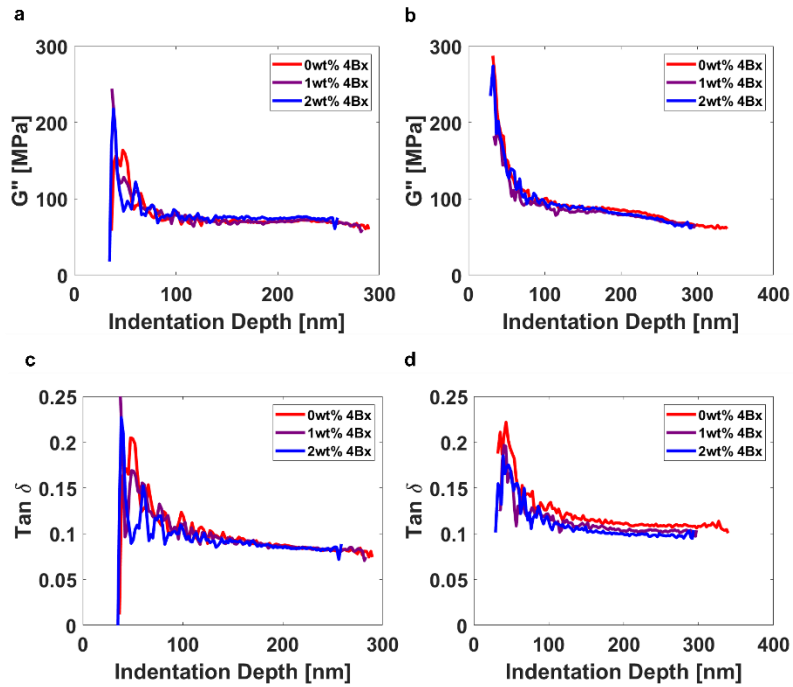 a
300
200
100
0
G" [MPa]
0wt% 4Bx
1wt% 4Bx
2wt% 4Bx
0 100 200 300
Indentation Depth [nm]
b
300
200
100
0
G" [MPa]
0wt% 4Bx
1wt% 4Bx
2wt% 4Bx
0 100 200 300 400
Indentation Depth [nm]
c
0.25
0.2
0.15
0.1
0.05
0
Tan δ
0wt% 4Bx
1wt% 4Bx
2wt% 4Bx
0 100 200 300
Indentation Depth [nm]
d
0.25
0.2
0.15
0.1
0.05
0
Tan δ
0wt% 4Bx
1wt% 4Bx
2wt% 4Bx
0 100 200 300 400
Indentation Depth [nm]